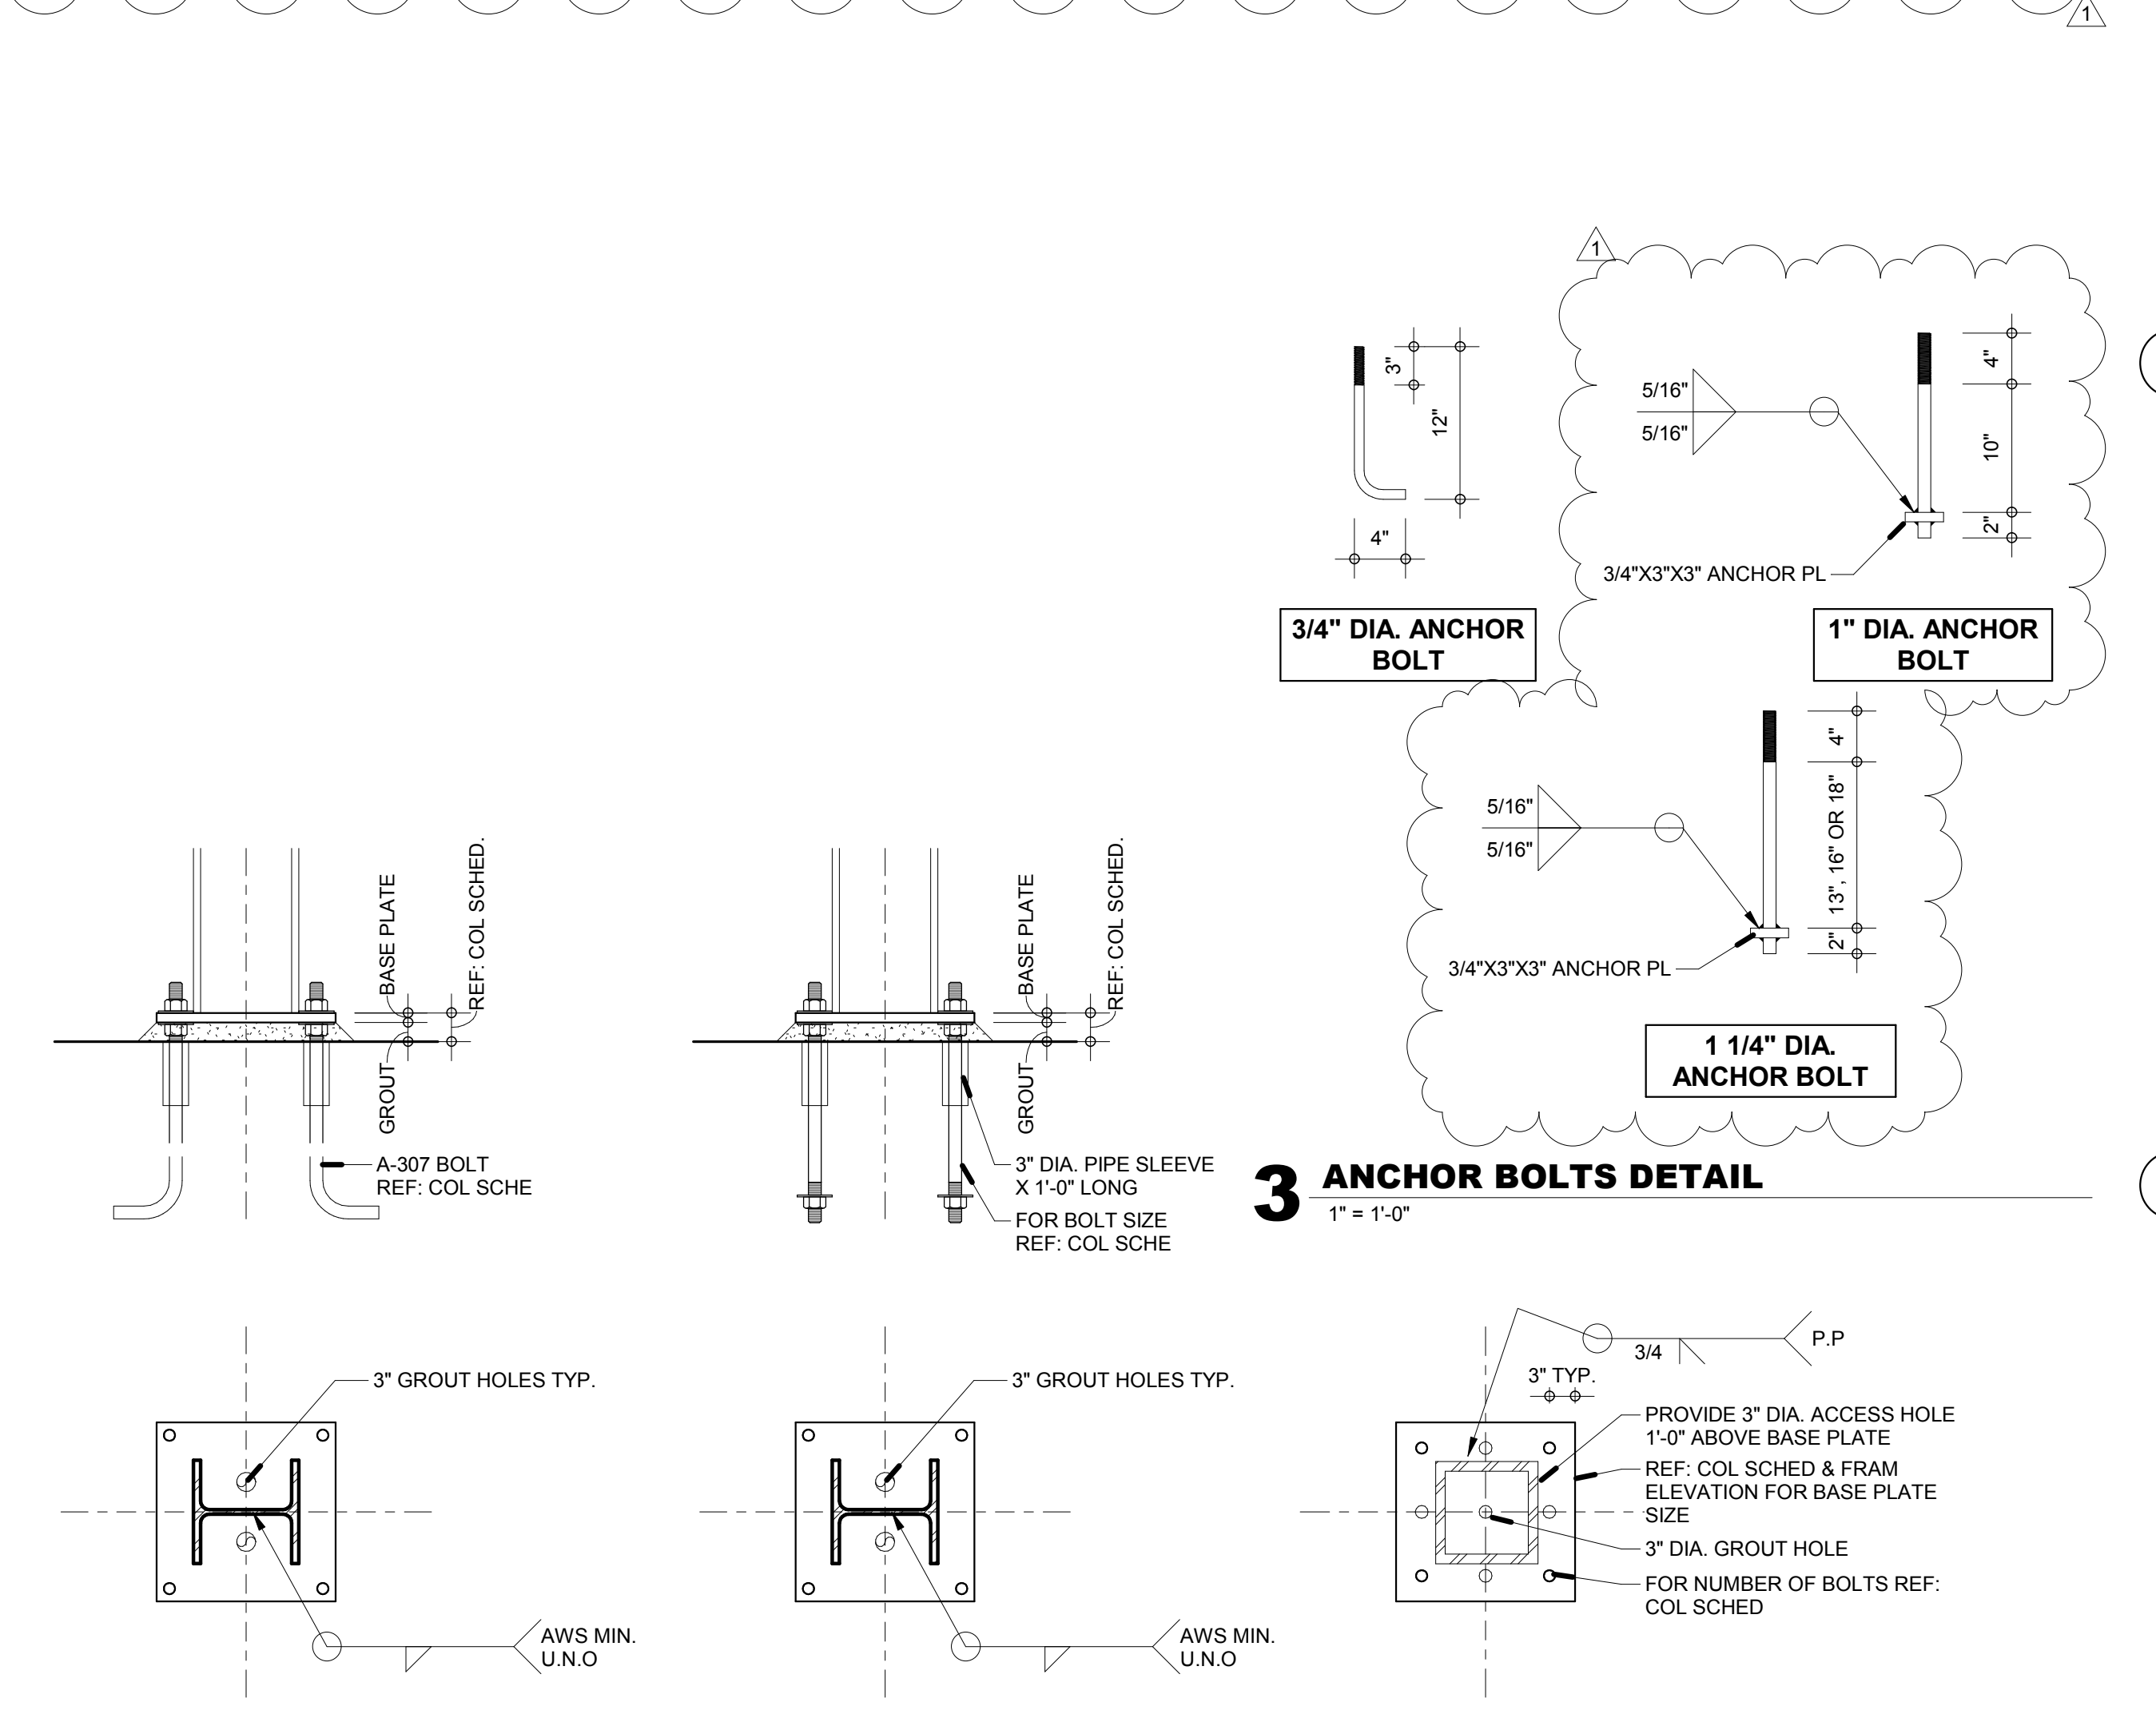 1
1
3"
12"
4"
3/4" DIA. ANCHOR
BOLT
5/16"
5/16"
4"
10"
2"
3/4"X3"X3" ANCHOR PL
1" DIA. ANCHOR
BOLT
5/16"
5/16"
4"
13", 16" OR 18"
2"
3/4"X3"X3" ANCHOR PL
1 1/4" DIA.
ANCHOR BOLT
3 ANCHOR BOLTS DETAIL
1" = 1'-0"
BASE PLATE
REF: COL SCHED.
GROUT
A-307 BOLT
REF: COL SCHE
BASE PLATE
REF: COL SCHED.
GROUT
3" DIA. PIPE SLEEVE
X 1'-0" LONG
FOR BOLT SIZE
REF: COL SCHE
3" GROUT HOLES TYP.
AWS MIN.
U.N.O
3" GROUT HOLES TYP.
AWS MIN.
U.N.O
3/4
P.P
3" TYP.
PROVIDE 3" DIA. ACCESS HOLE
1'-0" ABOVE BASE PLATE
REF: COL SCHED & FRAM
ELEVATION FOR BASE PLATE
SIZE
3" DIA. GROUT HOLE
FOR NUMBER OF BOLTS REF:
COL SCHED